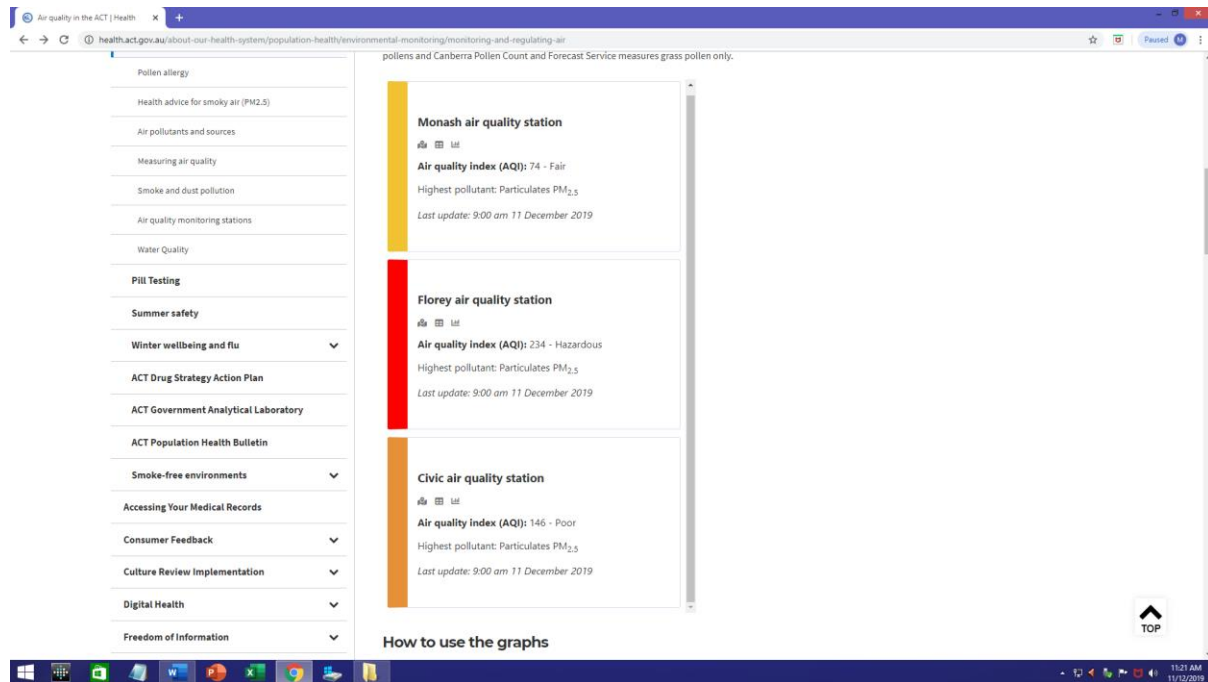 Air quality in the ACT | Health
health.act.gov.au/about-our-health-system/population-health/environmental-monitoring/monitoring-and-regulating-air
Paused
M
pollens and Canberra Pollen Count and Forecast Service measures grass pollen only.
Pollen allergy
Health advice for smoky air (PM2.5)
Air pollutants and sources
Measuring air quality
Smoke and dust pollution
Air quality monitoring stations
Water Quality
Pill Testing
Summer safety
Winter wellbeing and flu
ACT Drug Strategy Action Plan
ACT Government Analytical Laboratory
ACT Population Health Bulletin
Smoke-free environments
Accessing Your Medical Records
Consumer Feedback
Culture Review Implementation
Digital Health
Freedom of Information
Monash air quality station
Air quality index (AQI): 74 - Fair
Highest pollutant: Particulates PM2.5
Last update: 9:00 am 11 December 2019
Florey air quality station
Air quality index (AQI): 234 - Hazardous
Highest pollutant: Particulates PM2.5
Last update: 9:00 am 11 December 2019
Civic air quality station
Air quality index (AQI): 146 - Poor
Highest pollutant: Particulates PM2.5
Last update: 9:00 am 11 December 2019
How to use the graphs
TOP
11:21 AM
11/12/2019